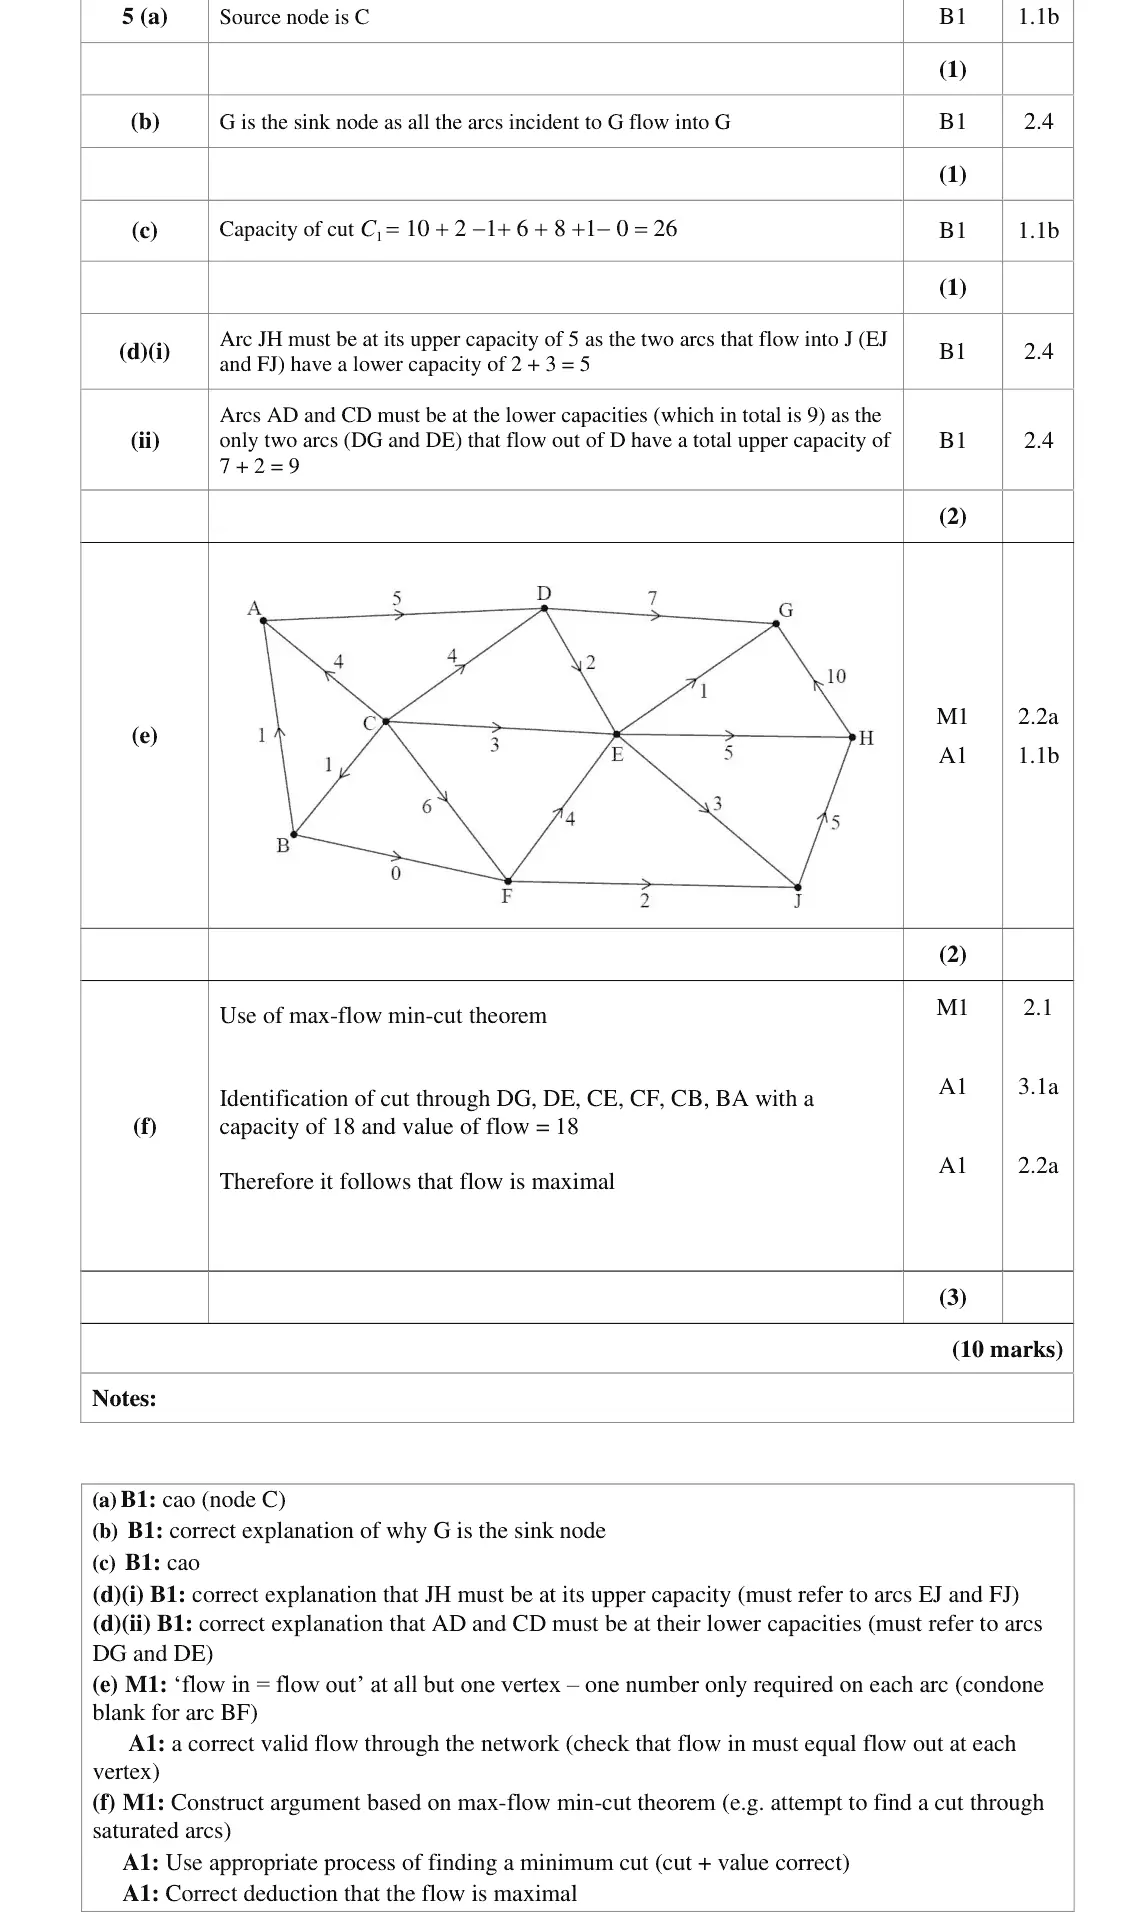 5 (a) Source node is C B1 1.1b
(1)
(b) G is the sink node as all the arcs incident to G flow into G B1 2.4
(1)
(c) Capacity of cut C₁ = 10 + 2 −1+ 6 + 8 +1− 0 = 26 B1 1.1b
(1)
(d)(i) Arc JH must be at its upper capacity of 5 as the two arcs that flow into J (EJ
and FJ) have a lower capacity of 2 + 3 = 5 B1 2.4
(ii) Arcs AD and CD must be at the lower capacities (which in total is 9) as the
only two arcs (DG and DE) that flow out of D have a total upper capacity of
7 + 2 = 9 B1 2.4
(2)
(e)
A 5 D 7 G
4 4 2 1 10
1 C 3 E 5 H
1 6 4 3 5
B 0 F 2 J
M1 2.2a
A1 1.1b
(2)
(f)
Use of max-flow min-cut theorem M1 2.1
Identification of cut through DG, DE, CE, CF, CB, BA with a A1 3.1a
capacity of 18 and value of flow = 18
Therefore it follows that flow is maximal A1 2.2a
(3)
(10 marks)
Notes:
(a) B1: cao (node C)
(b) B1: correct explanation of why G is the sink node
(c) B1: cao
(d)(i) B1: correct explanation that JH must be at its upper capacity (must refer to arcs EJ and FJ)
(d)(ii) B1: correct explanation that AD and CD must be at their lower capacities (must refer to arcs
DG and DE)
(e) M1: ‘flow in = flow out’ at all but one vertex – one number only required on each arc (condone
blank for arc BF)
A1: a correct valid flow through the network (check that flow in must equal flow out at each
vertex)
(f) M1: Construct argument based on max-flow min-cut theorem (e.g. attempt to find a cut through
saturated arcs)
A1: Use appropriate process of finding a minimum cut (cut + value correct)
A1: Correct deduction that the flow is maximal